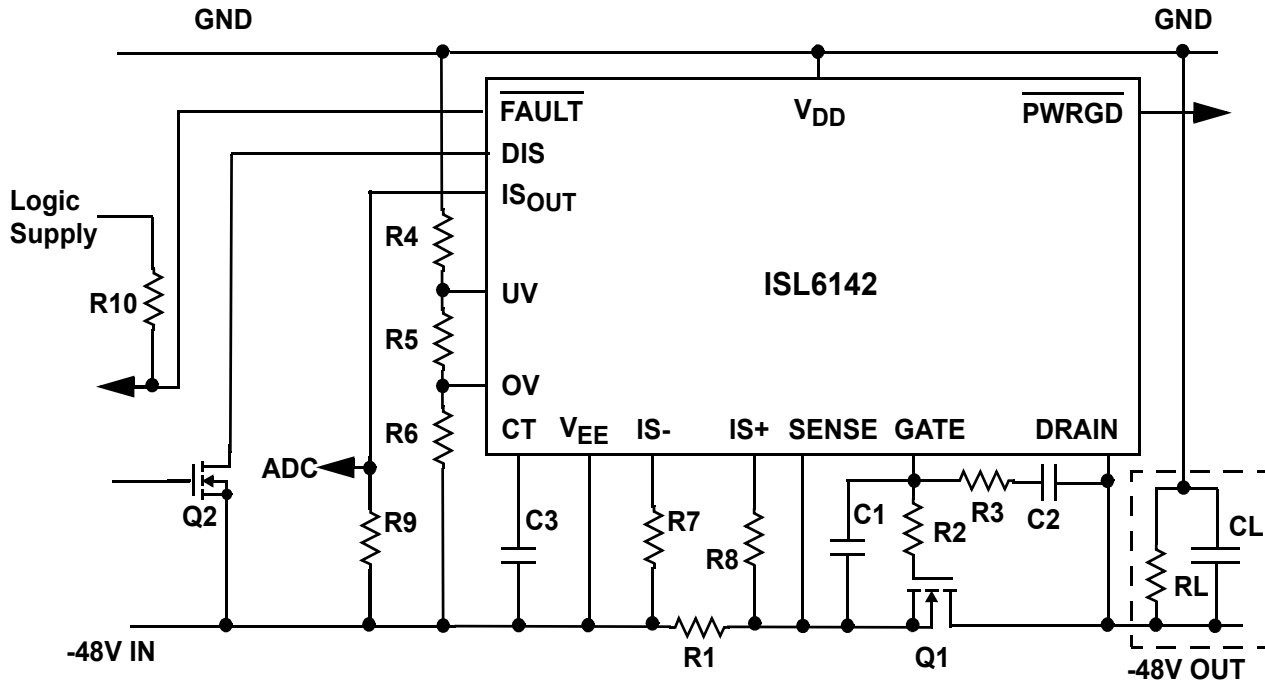 GND
GND
FAULT
VDD
PWRGD
DIS
Logic
Supply
ISOUT
R4
R10
UV
ISL6142
R5
OV
R6
CT
VEE
IS-
IS+
SENSE
GATE
DRAIN
ADC
Q2
R9
C3
R7
R8
C1
R2
R3
C2
CL
RL
-48V IN
R1
Q1
-48V OUT